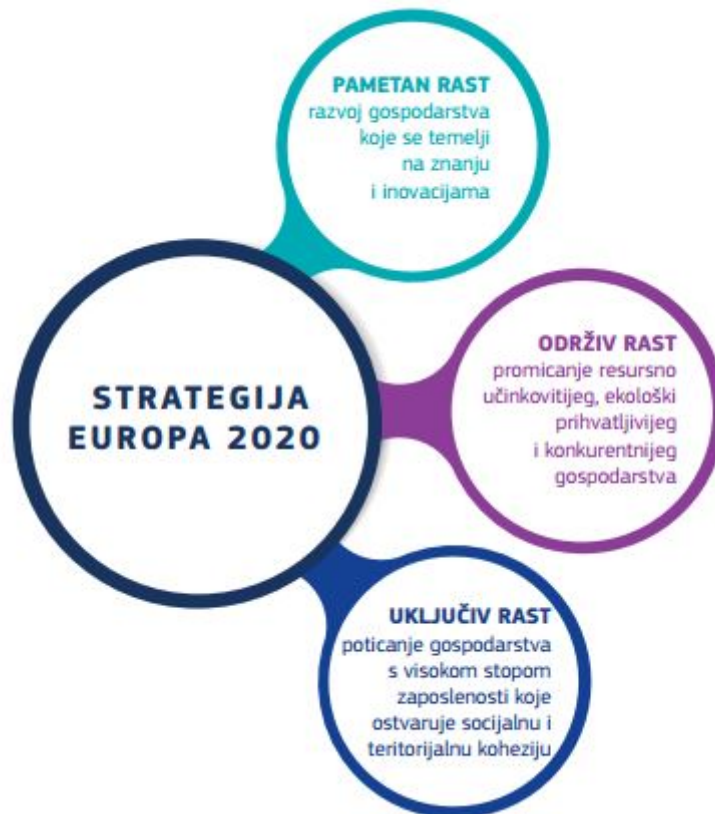 PAMETAN RAST
razvoj gospodarstva
koje se temelji
na znanju
i inovacijama
STRATEGIJA
EUROPA 2020
ODRŽIV RAST
promicanje resursno
učinkovitijeg, ekološki
prihvatljivijeg
i konkurentnijeg
gospodarstva
UKLJUČIV RAST
poticanje gospodarstva
s visokom stopom
zaposlenosti koje
ostvaruje socijalnu i
teritorijalnu koheziju